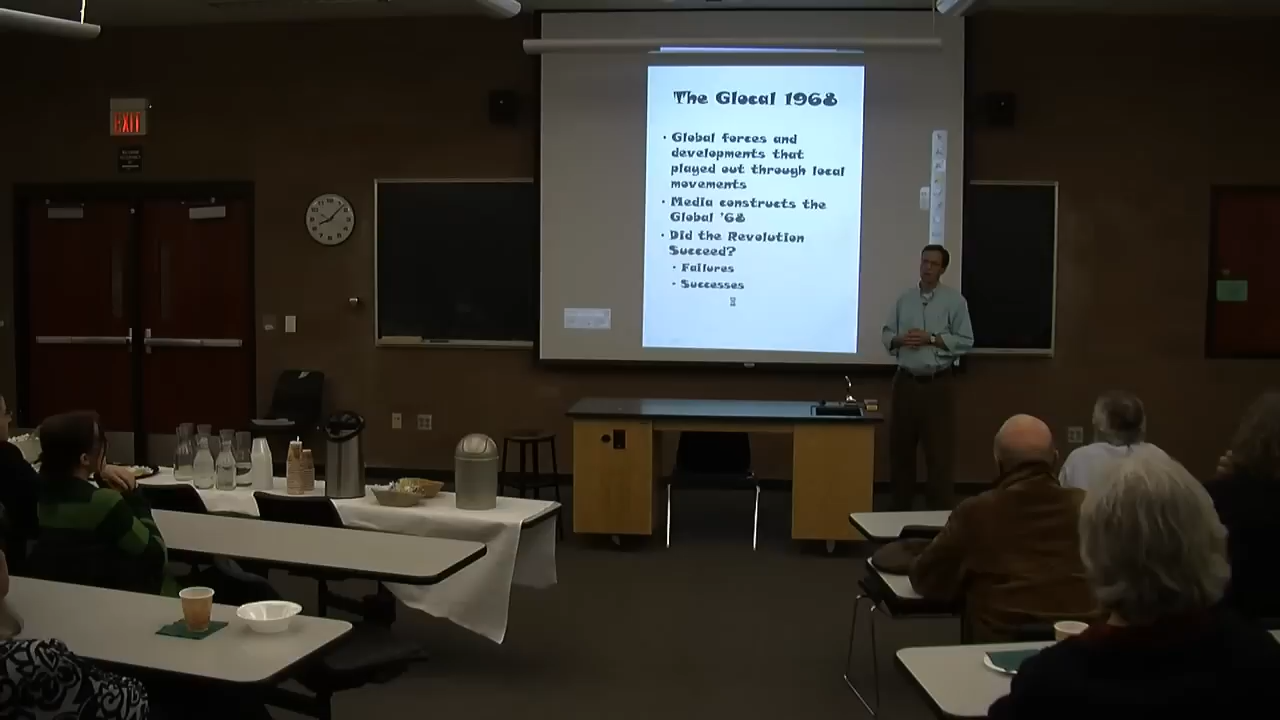 EXIT
The Glocal 1968
• Global forces and
developments that
played out through local
movements
• Media constructs the
Global '68
• Did the Revolution
Succeed?
• Failures
• Successes